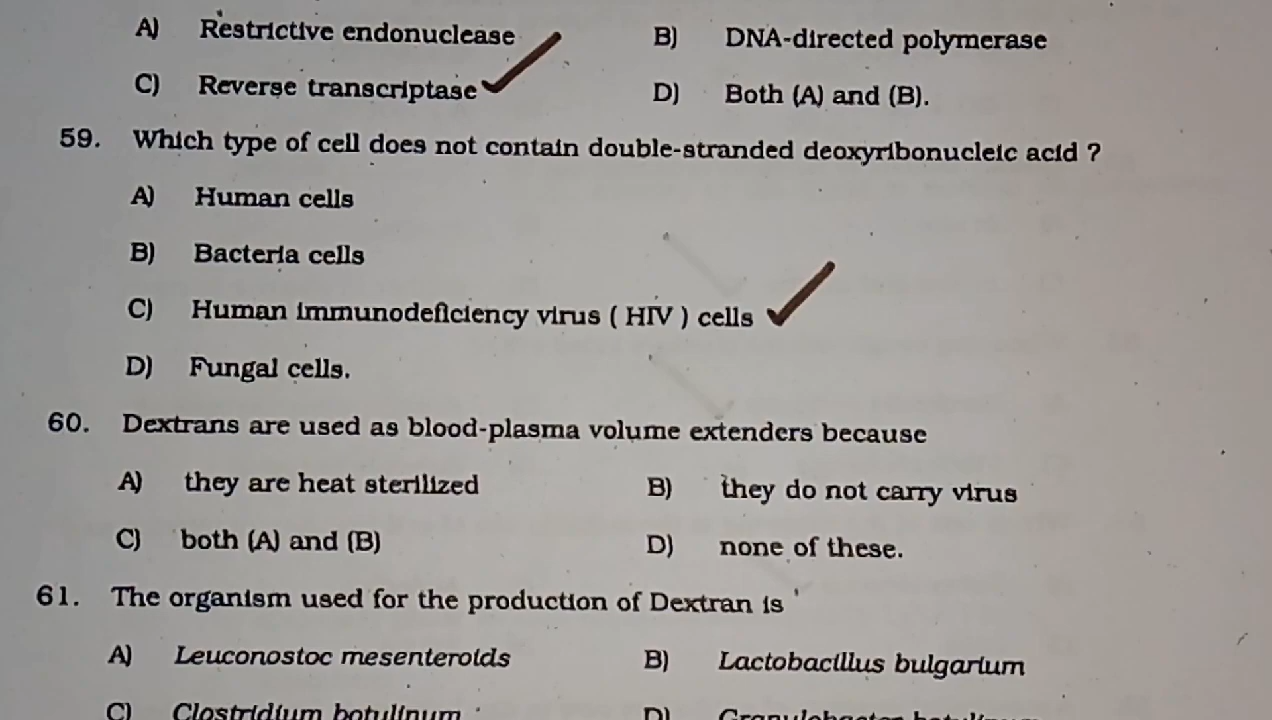 A) Restrictive endonuclease B) DNA-directed polymerase
C) Reverse transcriptase D) Both (A) and (B).
59. Which type of cell does not contain double-stranded deoxyribonucleic acid ?
A) Human cells
B) Bacteria cells
C) Human immunodeficiency virus ( HIV ) cells
D) Fungal cells.
60. Dextrans are used as blood-plasma volume extenders because
A) they are heat sterilized B) they do not carry virus
C) both (A) and (B) D) none of these.
61. The organism used for the production of Dextran is
A) Leuconostoc mesenteroids B) Lactobacillus bulgarium
C) Clostridium botulinum D)